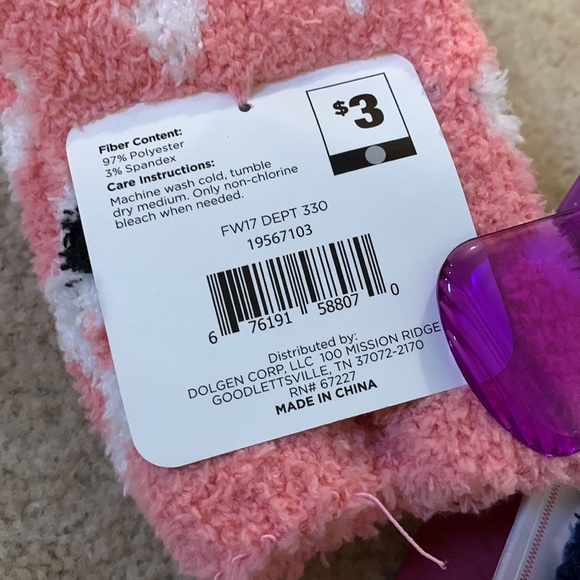 $3
Fiber Content:
97% Polyester
3% Spandex
Care Instructions:
Machine wash cold, tumble
dry medium. Only non-chlorine
bleach when needed.
FW17 DEPT 330
19567103
6 76191 58807 0
Distributed by:
DOLGEN CORP, LLC 100 MISSION RIDGE
GOODLETTSVILLE, TN 37072-2170
RN# 67227
MADE IN CHINA